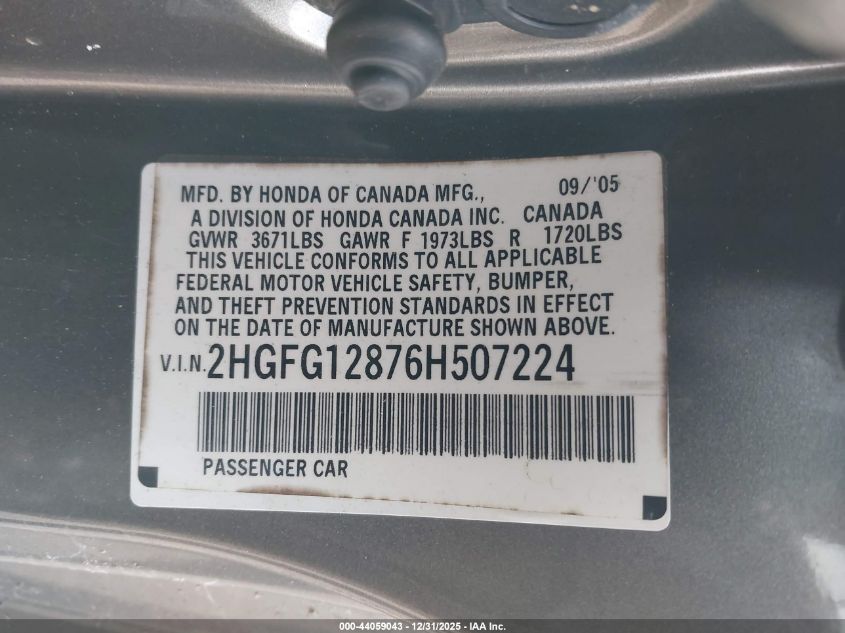 MFD. BY HONDA OF CANADA MFG., 09/'05
A DIVISION OF HONDA CANADA INC. CANADA
GVWR 3671LBS GAWR F 1973LBS R 1720LBS
THIS VEHICLE CONFORMS TO ALL APPLICABLE
FEDERAL MOTOR VEHICLE SAFETY, BUMPER,
AND THEFT PREVENTION STANDARDS IN EFFECT
ON THE DATE OF MANUFACTURE SHOWN ABOVE.
V.I.N. 2HGFG12876H507224
PASSENGER CAR
000-44059043 - 12/31/2025 - IAA Inc.